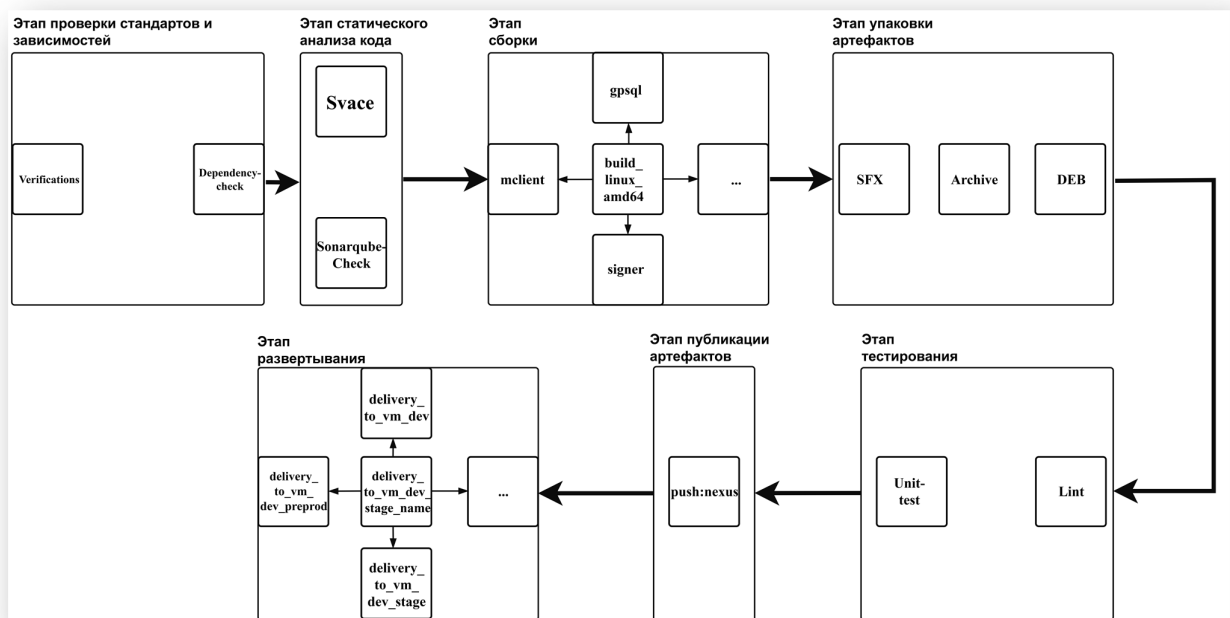 Этап проверки стандартов и
зависимостей
Verifications
Dependency-
check
Этап статического
анализа кода
Svace
Sonarqube-
Check
Этап
сборки
gpsql
mclient
build_
linux_
amd64
...
signer
Этап упаковки
артефактов
SFX
Archive
DEB
Этап
развертывания
delivery_
to_vm_dev
delivery_
to_vm_
dev_preprod
delivery_
to_vm_dev_
stage_name
...
delivery_
to_vm_
dev_stage
Этап публикации
артефактов
push:nexus
Этап
тестирования
Unit-
test
Lint